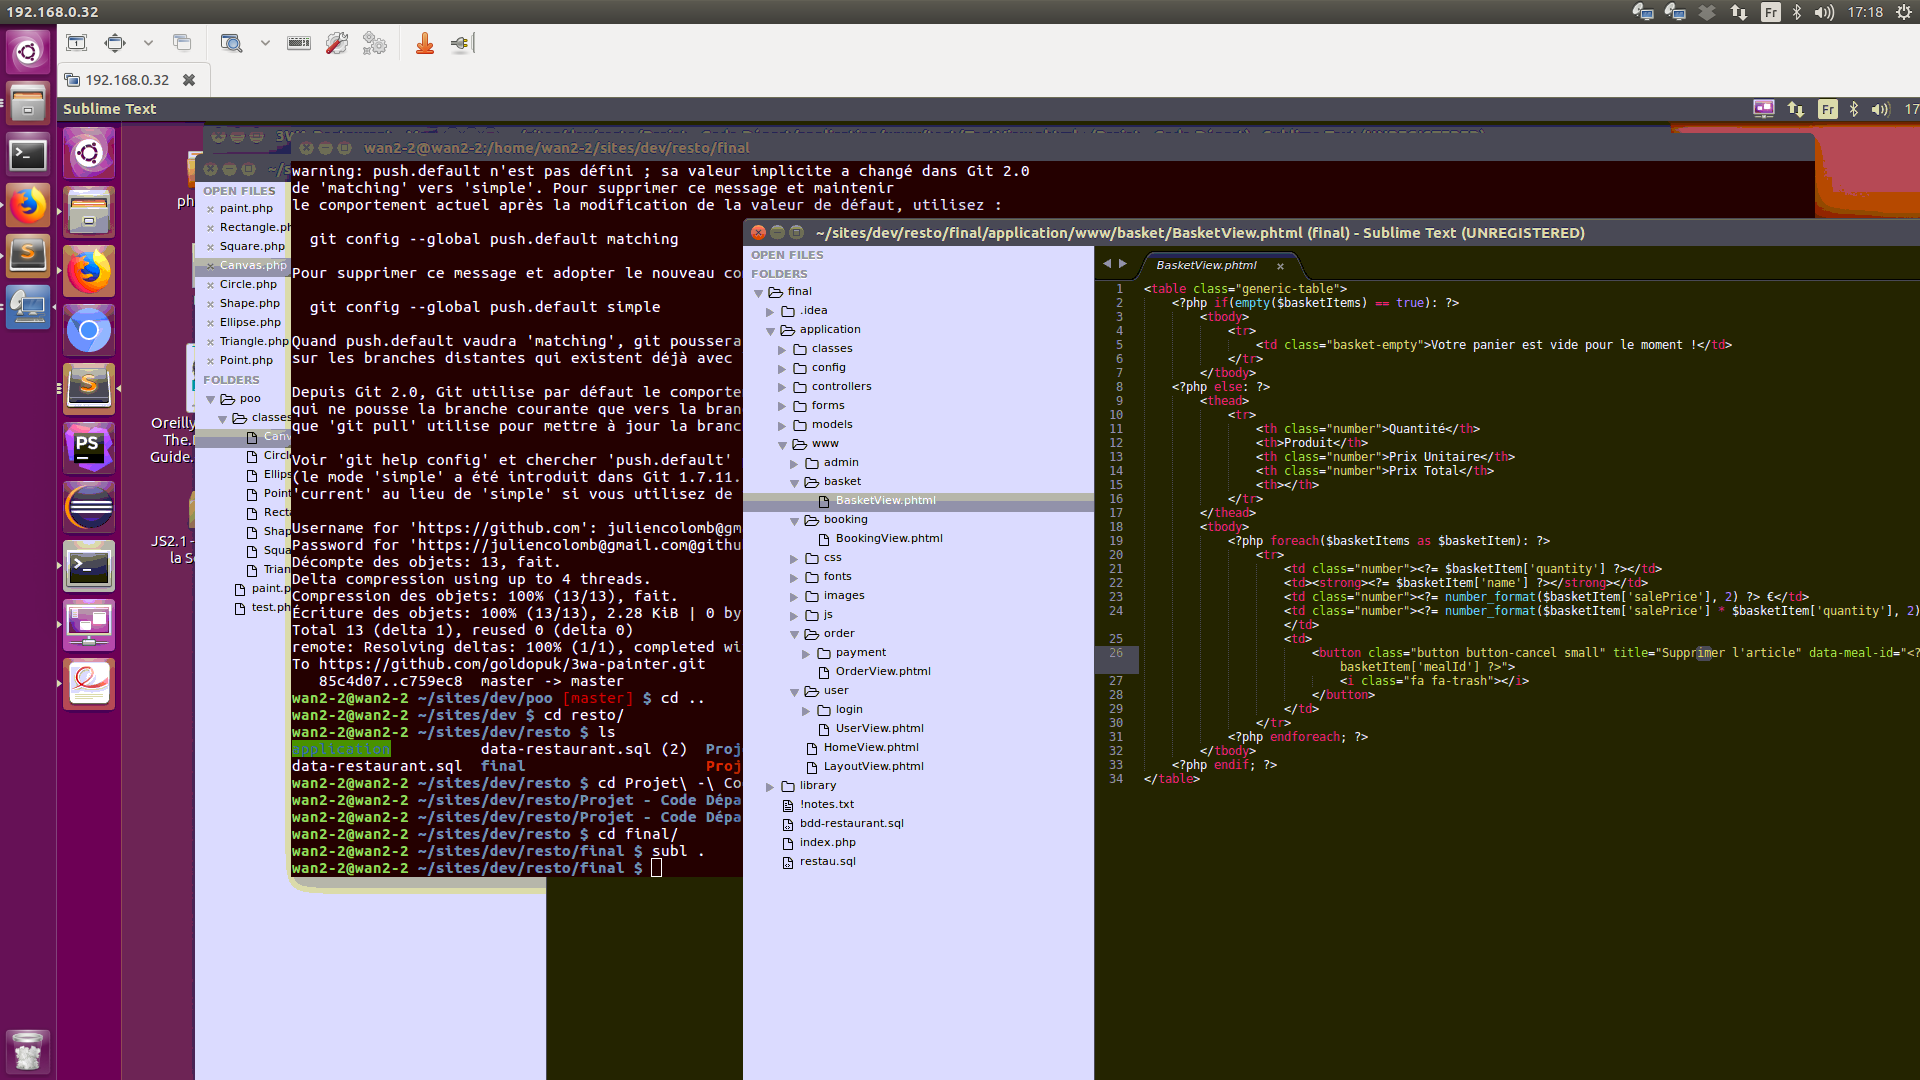 192.168.0.32
Fr
17:18
192.168.0.32
Sublime Text
Fr
17
wan2-2@wan2-2:/home/wan2-2/sites/dev/resto/final
OPEN FILES
paint.php
Rectangle.ph
Square.php
Canvas.php
Circle.php
Shape.php
Ellipse.php
Triangle.php
Point.php
FOLDERS
poo
classes
Canv
Circl
Ellips
Point
Recta
Shap
Squa
Trian
paint.p
test.ph
ph
Oreilly
The.
Guide.
JS2.1 -
la S
PS
warning: push.default n'est pas défini ; sa valeur implicite a changé dans Git 2.0
de 'matching' vers 'simple'. Pour supprimer ce message et maintenir
le comportement actuel après la modification de la valeur de défaut, utilisez :
git config --global push.default matching
Pour supprimer ce message et adopter le nouveau co
git config --global push.default simple
Quand push.default vaudra 'matching', git poussera
sur les branches distantes qui existent déjà avec
Depuis Git 2.0, Git utilise par défaut le comporte
qui ne pousse la branche courante que vers la bran
que 'git pull' utilise pour mettre à jour la branc
Voir 'git help config' et chercher 'push.default'
(le mode 'simple' a été introduit dans Git 1.7.11.
'current' au lieu de 'simple' si vous utilisez de
Username for 'https://github.com': juliencolomb@gm
Password for 'https://juliencolomb@gmail.com@githu
Décompte des objets: 13, fait.
Delta compression using up to 4 threads.
Compression des objets: 100% (13/13), fait.
Écriture des objets: 100% (13/13), 2.28 KiB | 0 by
Total 13 (delta 1), reused 0 (delta 0)
remote: Resolving deltas: 100% (1/1), completed wi
To https://github.com/goldopuk/3wa-painter.git
85c4d07..c759ec8  master -> master
wan2-2@wan2-2 ~/sites/dev/poo [master] $ cd ..
wan2-2@wan2-2 ~/sites/dev $ cd resto/
wan2-2@wan2-2 ~/sites/dev/resto $ ls
application data-restaurant.sql (2) Proj
data-restaurant.sql final Proj
wan2-2@wan2-2 ~/sites/dev/resto $ cd Projet\ -\ Co
wan2-2@wan2-2 ~/sites/dev/resto/Projet - Code Dépa
wan2-2@wan2-2 ~/sites/dev/resto/Projet - Code Dépa
wan2-2@wan2-2 ~/sites/dev/resto $ cd final/
wan2-2@wan2-2 ~/sites/dev/resto/final $ subl .
wan2-2@wan2-2 ~/sites/dev/resto/final $
~/sites/dev/resto/final/application/www/basket/BasketView.phtml (final) - Sublime Text (UNREGISTERED)
OPEN FILES
FOLDERS
final
.idea
application
classes
config
controllers
forms
models
www
admin
basket
BasketView.phtml
booking
BookingView.phtml
css
fonts
images
js
order
payment
OrderView.phtml
user
login
UserView.phtml
HomeView.phtml
LayoutView.phtml
library
!notes.txt
bdd-restaurant.sql
index.php
restau.sql
BasketView.phtml
1 <table class="generic-table">
2 <?php if(empty($basketItems) == true): ?>
3 <tbody>
4 <tr>
5 <td class="basket-empty">Votre panier est vide pour le moment !</td>
6 </tr>
7 </tbody>
8 <?php else: ?>
9 <thead>
10 <tr>
11 <th class="number">Quantité</th>
12 <th>Produit</th>
13 <th class="number">Prix Unitaire</th>
14 <th class="number">Prix Total</th>
15 <th></th>
16 </tr>
17 </thead>
18 <tbody>
19 <?php foreach($basketItems as $basketItem): ?>
20 <tr>
21 <td class="number"><?= $basketItem['quantity'] ?></td>
22 <td><strong><?= $basketItem['name'] ?></strong></td>
23 <td class="number"><?= number_format($basketItem['salePrice'], 2) ?> €</td>
24 <td class="number"><?= number_format($basketItem['salePrice'] * $basketItem['quantity'], 2)
</td>
25 <td>
26 <button class="button button-cancel small" title="Supprimer l'article" data-meal-id="<?
basketItem['mealId'] ?>">
27 <i class="fa fa-trash"></i>
28 </button>
29 </td>
30 </tr>
31 <?php endforeach; ?>
32 </tbody>
33 <?php endif; ?>
34 </table>